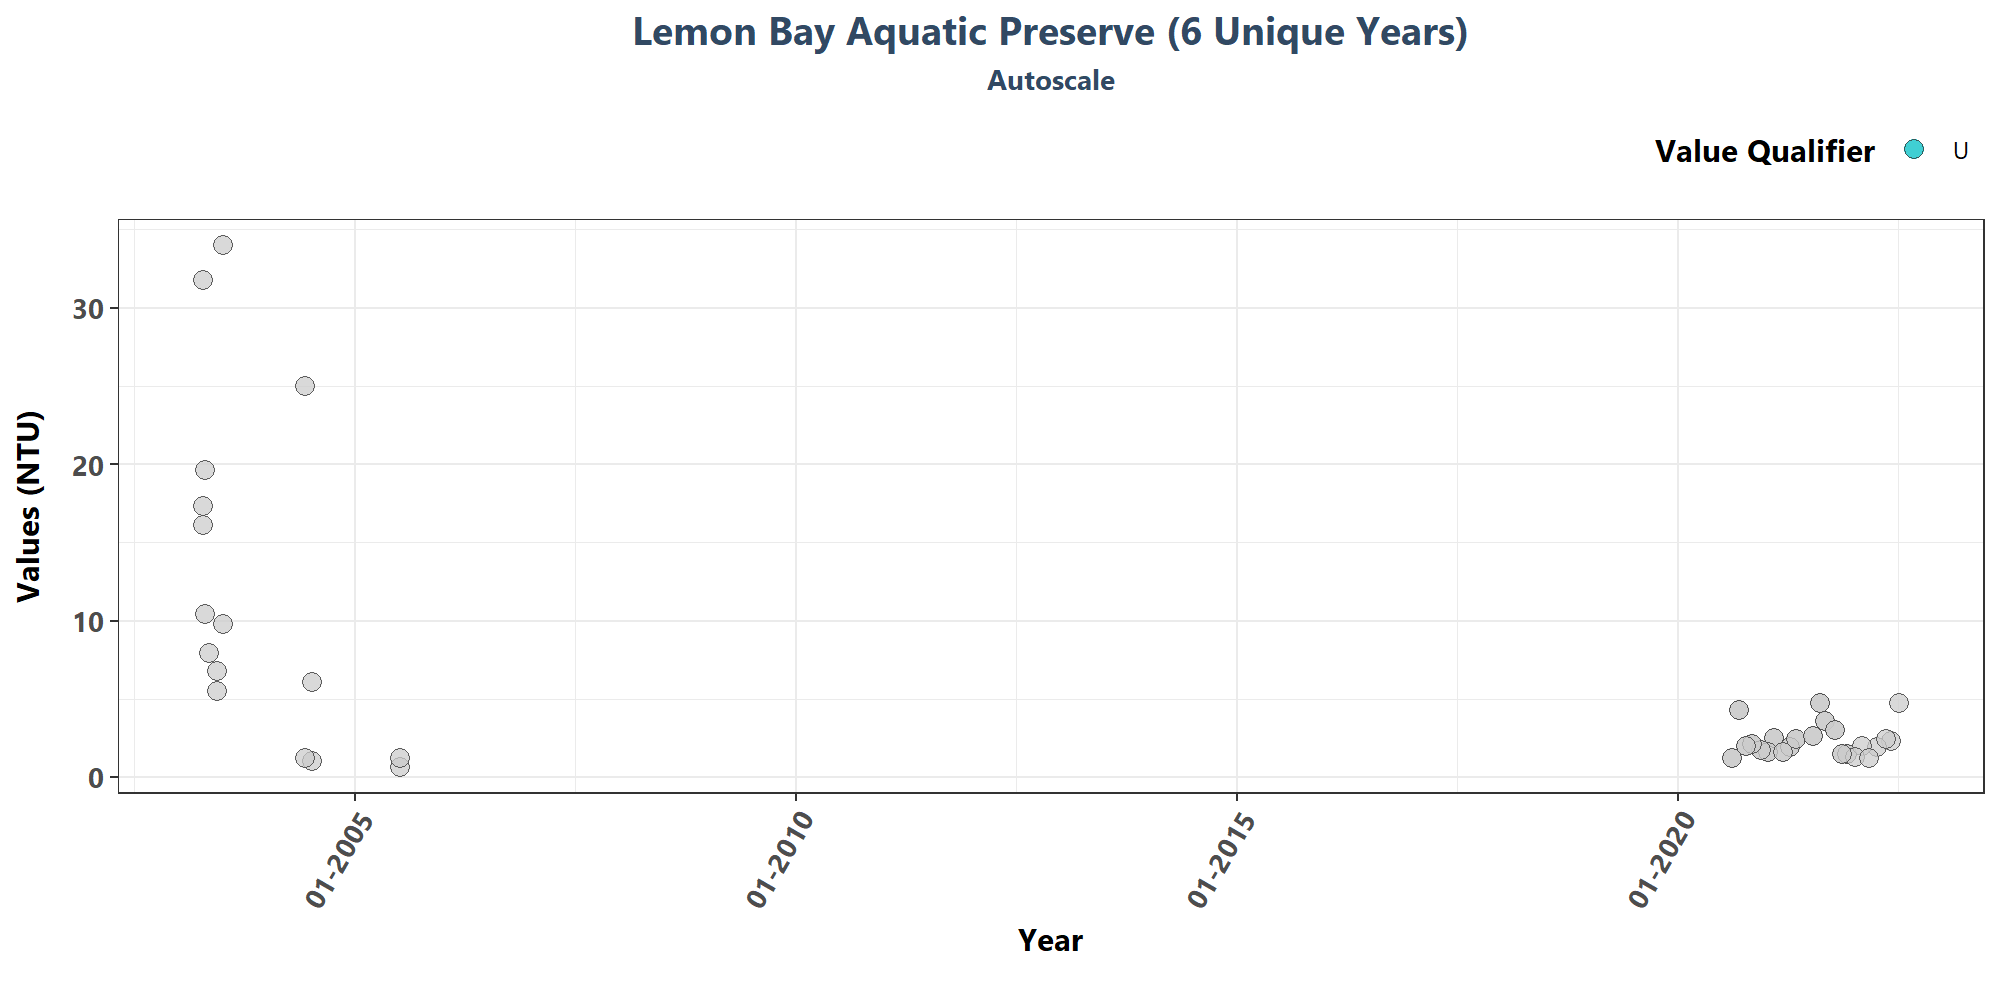 Lemon Bay Aquatic Preserve (6 Unique Years)
Autoscale
Value Qualifier U
30
20
10
0
Values (NTU)
01-2005
01-2010
01-2015
01-2020
Year